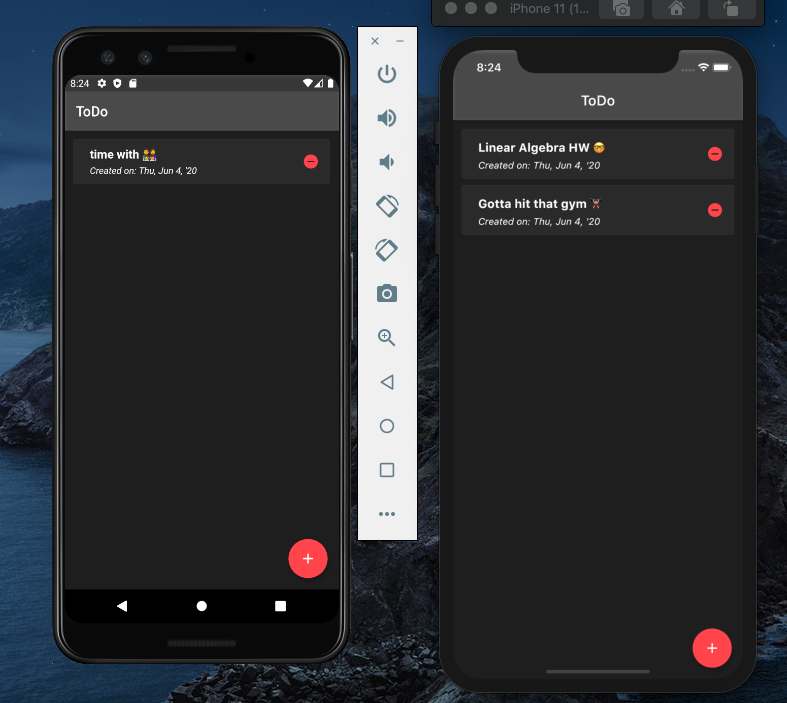 8:24
ToDo
time with 👭
Created on: Thu, Jun 4, '20
iPhone 11 (1...
8:24
ToDo
Linear Algebra HW 🤓
Created on: Thu, Jun 4, '20
Gotta hit that gym 🏋
Created on: Thu, Jun 4, '20